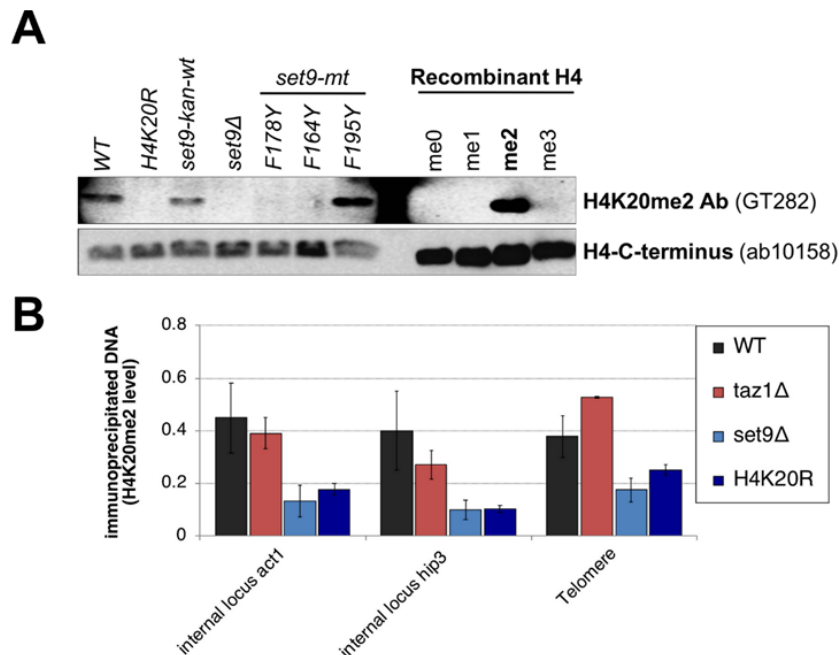 A
WT
H4K20R
set9-kan-wt
set9Δ
set9-mt
F178Y
F164Y
F195Y
Recombinant H4
me0
me1
me2
me3
H4K20me2 Ab (GT282)
H4-C-terminus (ab10158)
B
immunoprecipitated DNA
(H4K20me2 level)
0.8
0.6
0.4
0.2
0
internal locus act1
internal locus hip3
Telomere
WT
taz1Δ
set9Δ
H4K20R